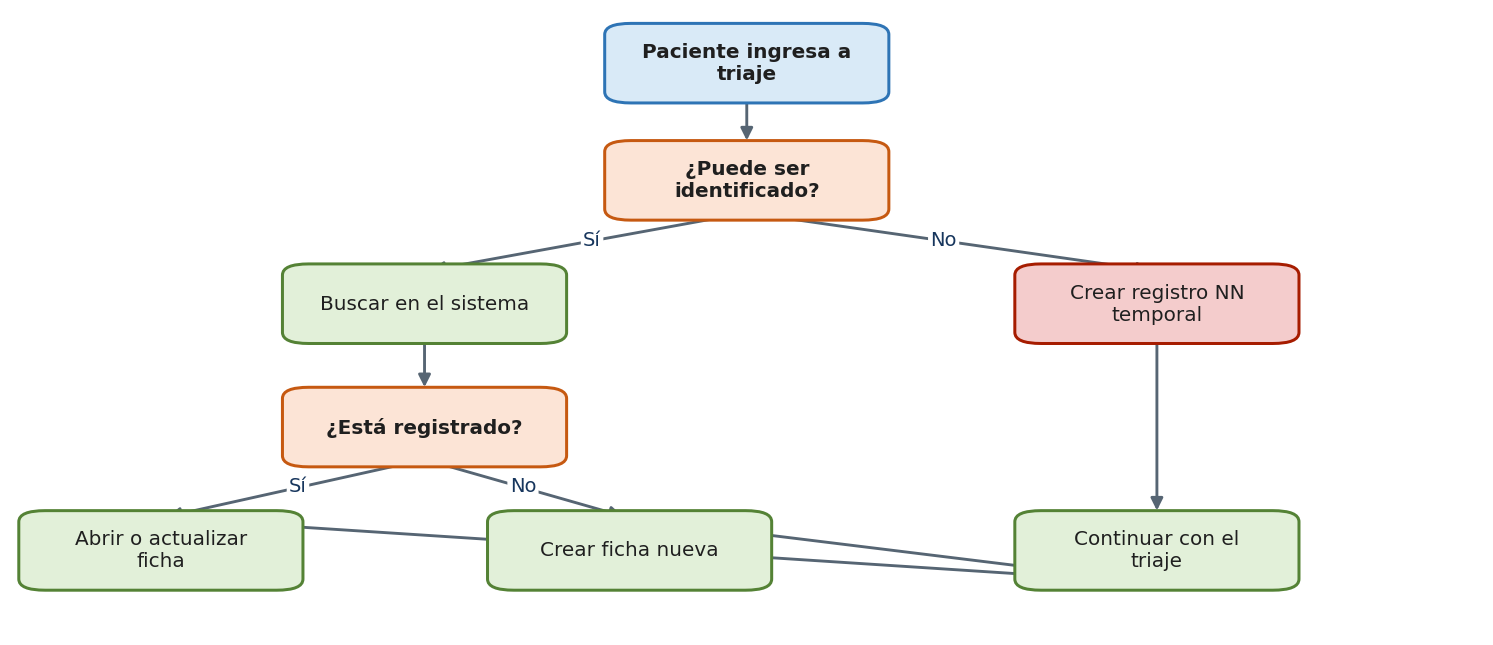 Paciente ingresa a
triaje
¿Puede ser
identificado?
Sí
No
Buscar en el sistema
Crear registro NN
temporal
¿Está registrado?
Sí
No
Abrir o actualizar
ficha
Crear ficha nueva
Continuar con el
triaje